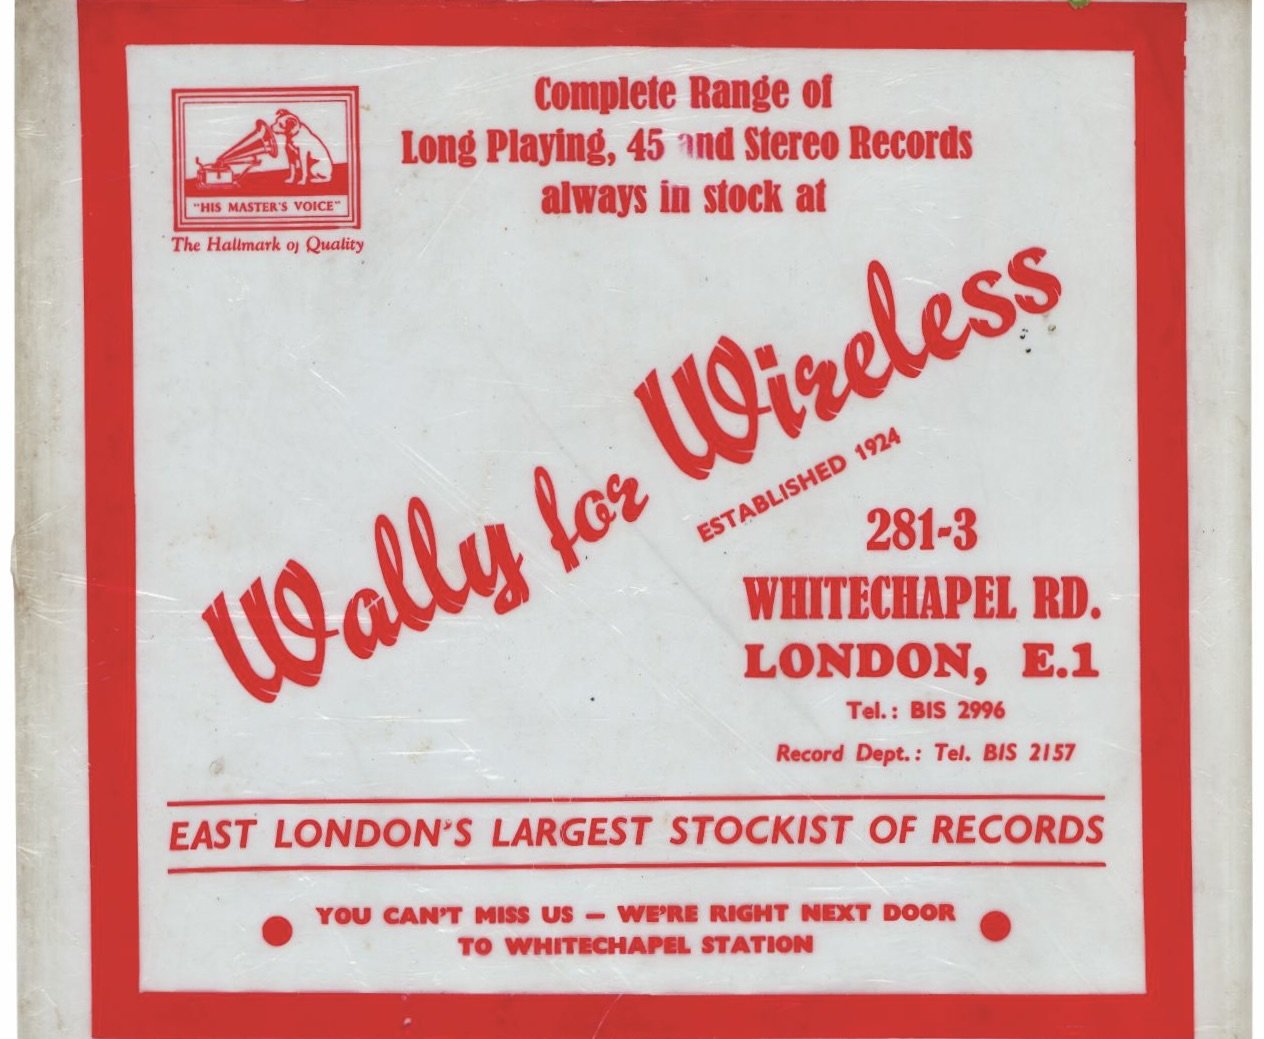 Complete Range of
Long Playing, 45 and Stereo Records
always in stock at
"HIS MASTER'S VOICE"
The Hallmark of Quality
Wally for Wireless
ESTABLISHED 1924
281-3
WHITECHAPEL RD.
LONDON, E.1
Tel.: BIS 2996
Record Dept.: Tel. BIS 2157
EAST LONDON'S LARGEST STOCKIST OF RECORDS
YOU CAN'T MISS US — WE'RE RIGHT NEXT DOOR
TO WHITECHAPEL STATION